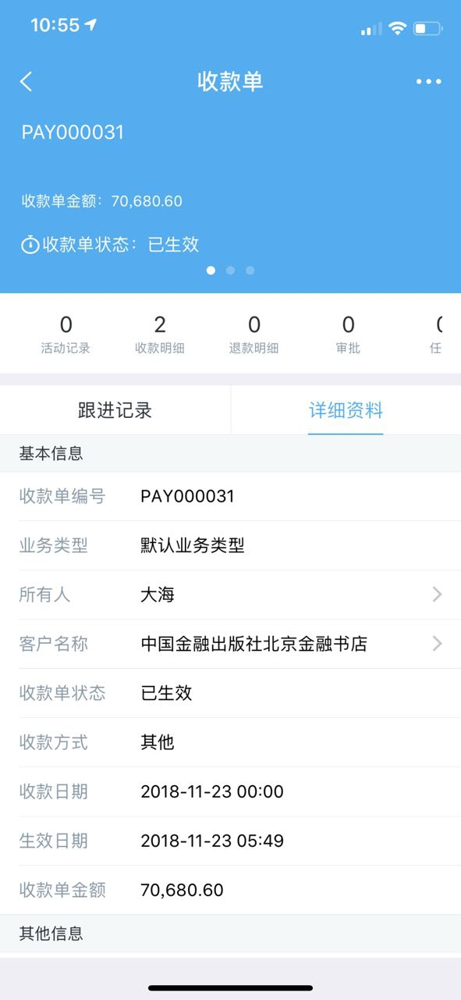 10:55
收款单
PAY000031
收款单金额：70,680.60
收款单状态：已生效
0 2 0 0
活动记录 收款明细 退款明细 审批 任
跟进记录 详细资料
基本信息
收款单编号 PAY000031
业务类型 默认业务类型
所有人 大海
客户名称 中国金融出版社北京金融书店
收款单状态 已生效
收款方式 其他
收款日期 2018-11-23 00:00
生效日期 2018-11-23 05:49
收款单金额 70,680.60
其他信息